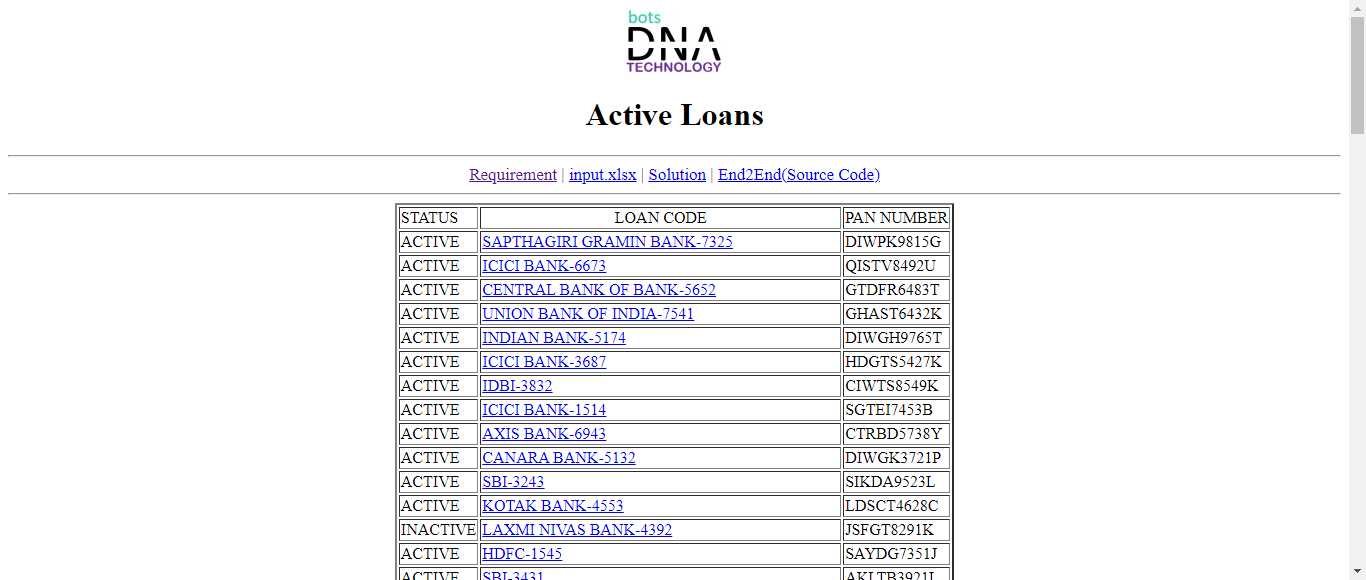 bots
DNA
TECHNOLOGY
Active Loans
Requirement | input.xlsx | Solution | End2End(Source Code)
STATUS LOAN CODE PAN NUMBER
ACTIVE SAPTHAGIRI GRAMIN BANK-7325 DIWPK9815G
ACTIVE ICICI BANK-6673 QISTV8492U
ACTIVE CENTRAL BANK OF BANK-5652 GTDFR6483T
ACTIVE UNION BANK OF INDIA-7541 GHAST6432K
ACTIVE INDIAN BANK-5174 DIWGH9765T
ACTIVE ICICI BANK-3687 HDGTS5427K
ACTIVE IDBI-3832 CIWTS8549K
ACTIVE ICICI BANK-1514 SGTEI7453B
ACTIVE AXIS BANK-6943 CTRBD5738Y
ACTIVE CANARA BANK-5132 DIWGK3721P
ACTIVE SBI-3243 SIKDA9523L
ACTIVE KOTAK BANK-4553 LDSCT4628C
INACTIVE LAXMI NIVAS BANK-4392 JSFGT8291K
ACTIVE HDFC-1545 SAYDG7351J
ACTIVE SBI-3431